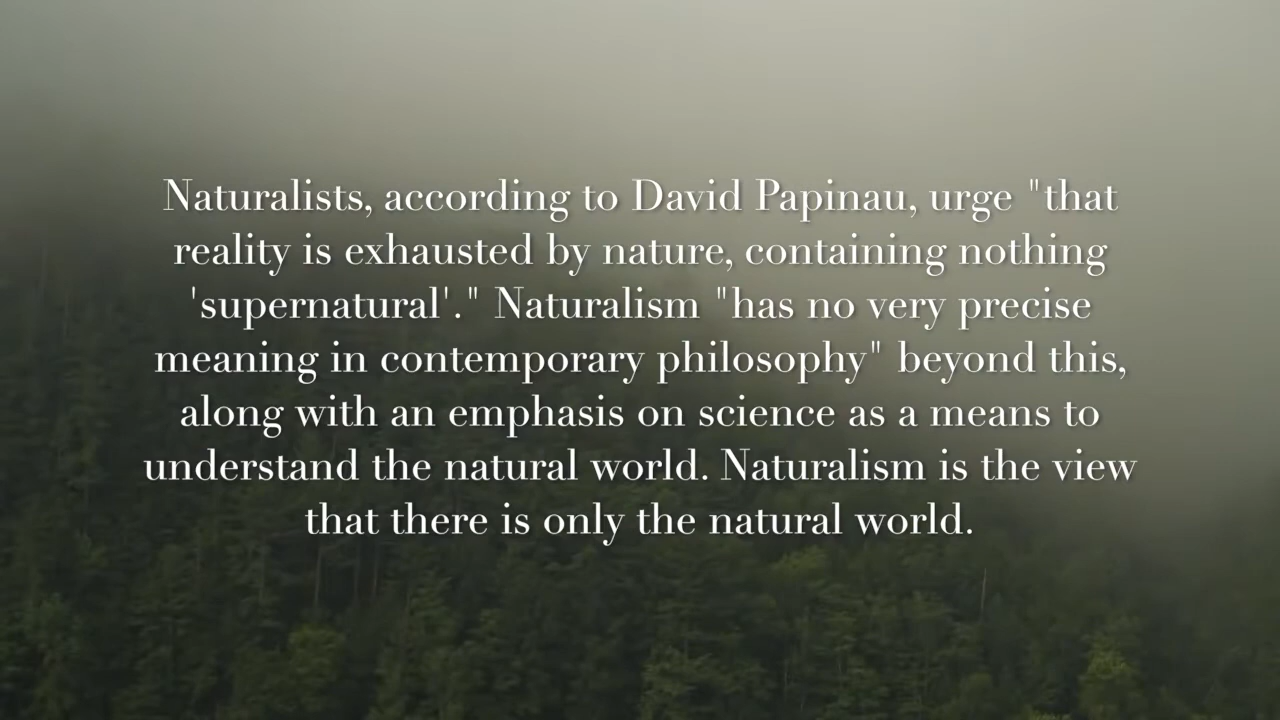 Naturalists, according to David Papinau, urge "that
reality is exhausted by nature, containing nothing
'supernatural'." Naturalism "has no very precise
meaning in contemporary philosophy" beyond this,
along with an emphasis on science as a means to
understand the natural world. Naturalism is the view
that there is only the natural world.